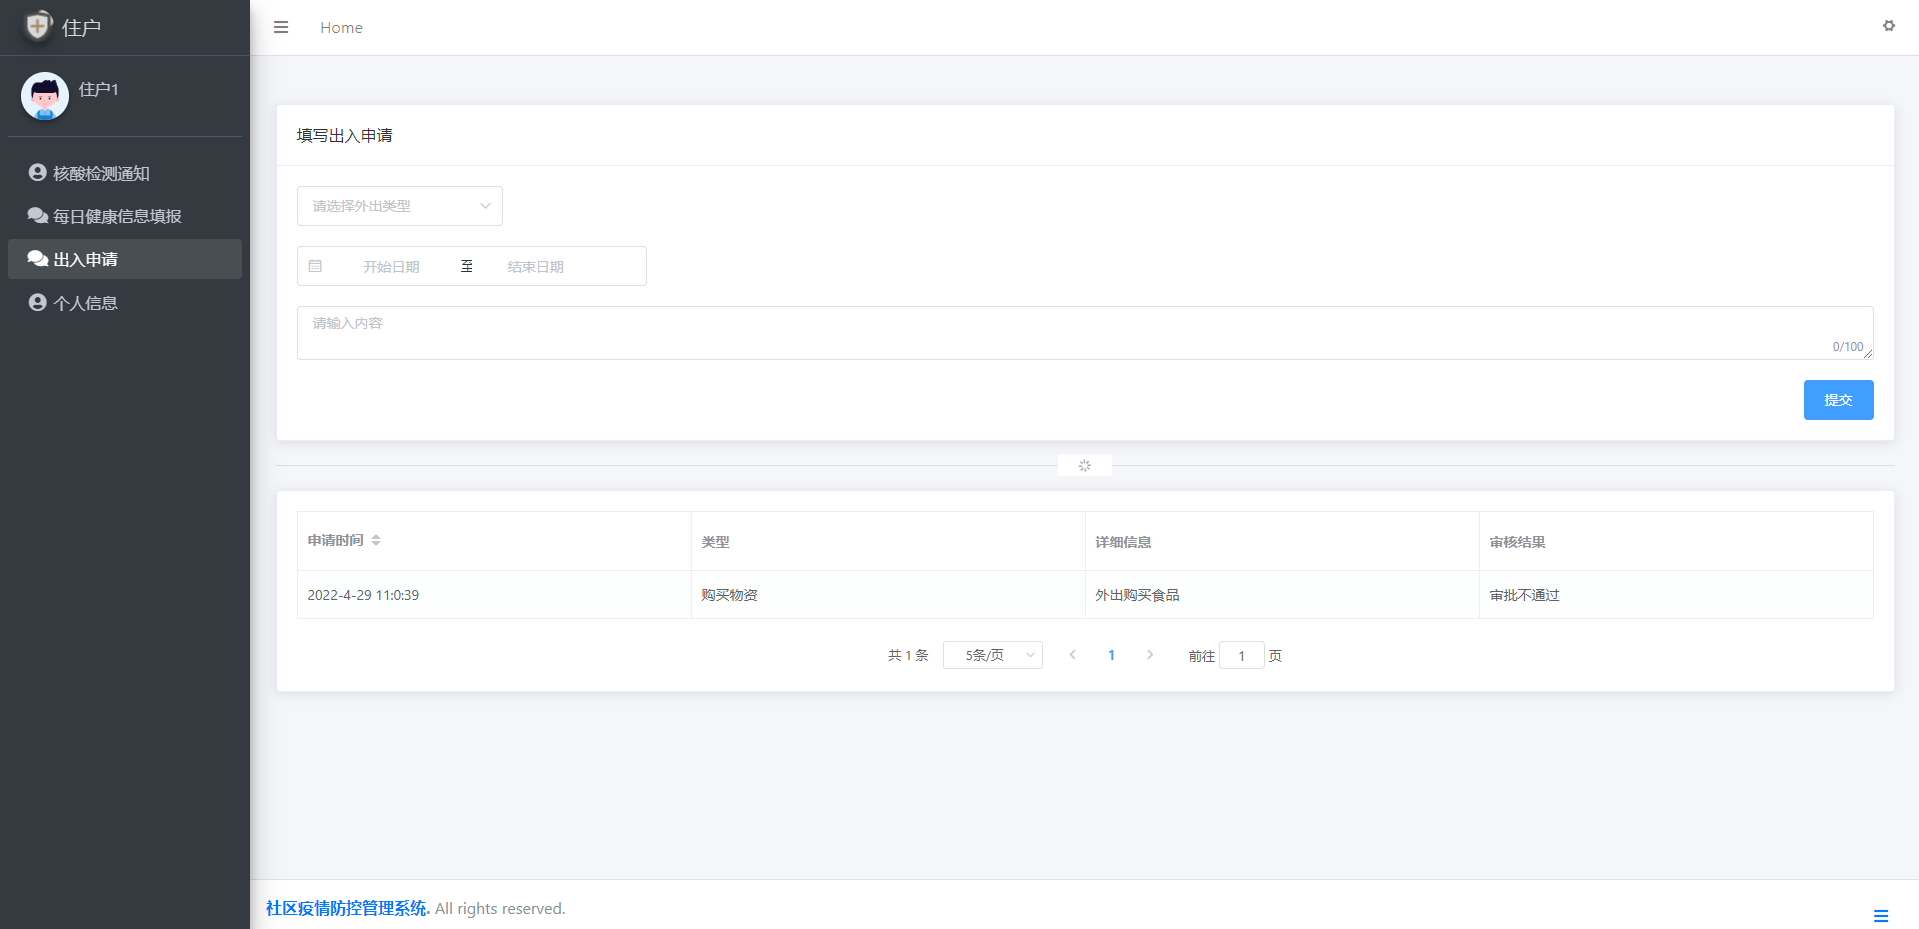 住户
Home
住户1
核酸检测通知
每日健康信息填报
出入申请
个人信息
填写出入申请
请选择外出类型
开始日期 至 结束日期
请输入内容
0/100
提交
申请时间 类型 详细信息 审核结果
2022-4-29 11:0:39 购买物资 外出购买食品 审批不通过
共 1 条 5条/页 1 前往 1 页
社区疫情防控管理系统. All rights reserved.